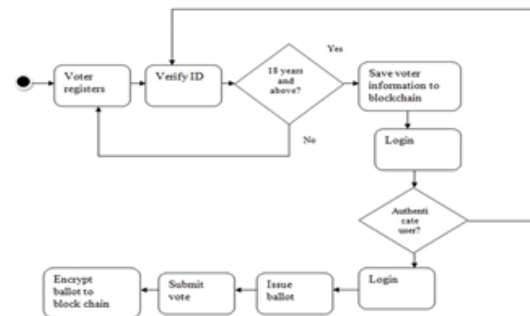 Voter
registers
Verify ID
18 years
and
above?
Yes
No
Save voter
information to
blockchain
Login
Authenti
cate
user?
Login
Issue
ballot
Submit
vote
Encrypt
ballot to
block chain